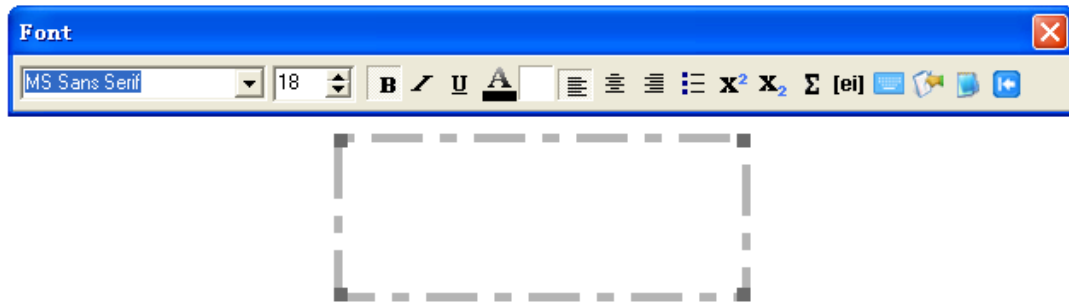 Font
MS Sans Serif 18 B I U A X² X₂ Σ [ei]